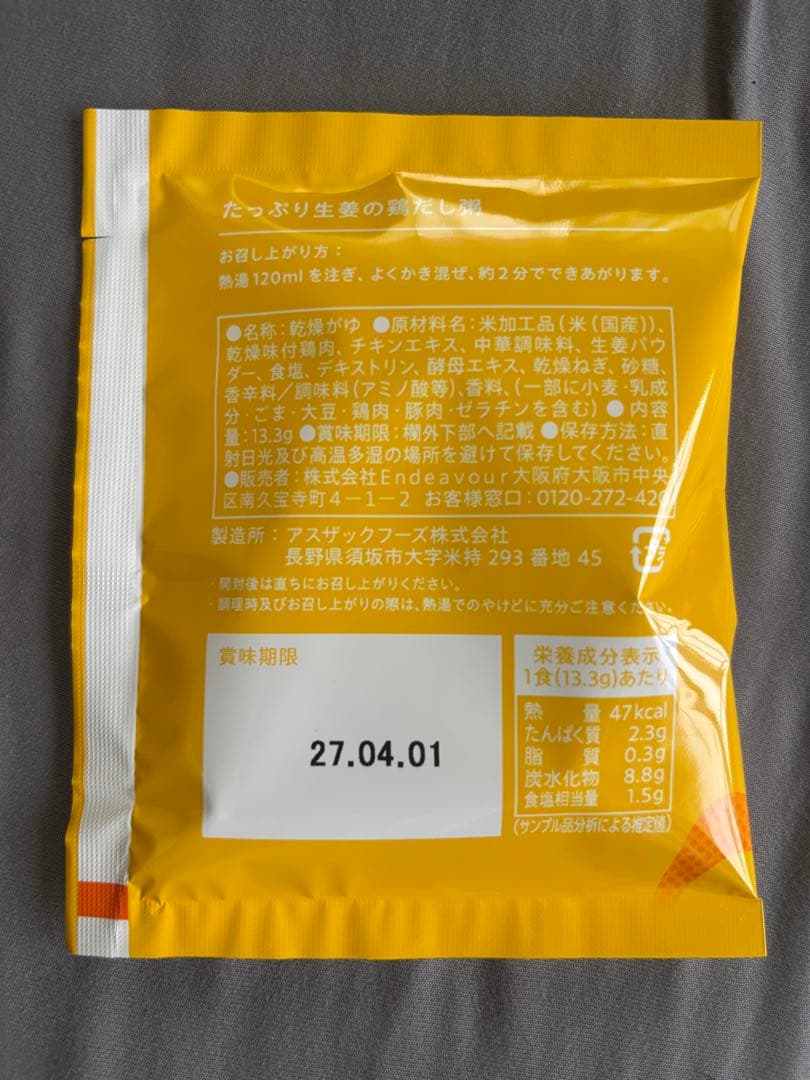 たっぷり生姜の鶏だし粥
お召し上がり方：
熱湯120mlを注ぎ、よくかき混ぜ、約2分でできあがります。
●名称：乾燥がゆ ●原材料名：米加工品（米（国産））、
乾燥味付鶏肉、チキンエキス、中華調味料、生姜パウ
ダー、食塩、デキストリン、酵母エキス、乾燥ねぎ、砂糖、
香辛料／調味料（アミノ酸等）、香料、（一部に小麦・乳成
分・ごま・大豆・鶏肉・豚肉・ゼラチンを含む） ●内容
量：13.3g ●賞味期限：欄外下部へ記載 ●保存方法：直
射日光及び高温多湿の場所を避けて保存してください。
●販売者：株式会社Endeavour大阪府大阪市中央
区南久宝寺町4－1－2 お客様窓口：0120-272-420
製造所：アスザックフーズ株式会社
長野県須坂市大字米持 293 番地 45
・開封後は直ちにお召し上がりください。
・調理時及びお召し上がりの際は、熱湯でのやけどに充分ご注意ください。
賞味期限
27.04.01
栄養成分表示
1食(13.3g)あたり
熱量 47kcal
たんぱく質 2.3g
脂質 0.3g
炭水化物 8.8g
食塩相当量 1.5g
(サンプル品分析による推定値)